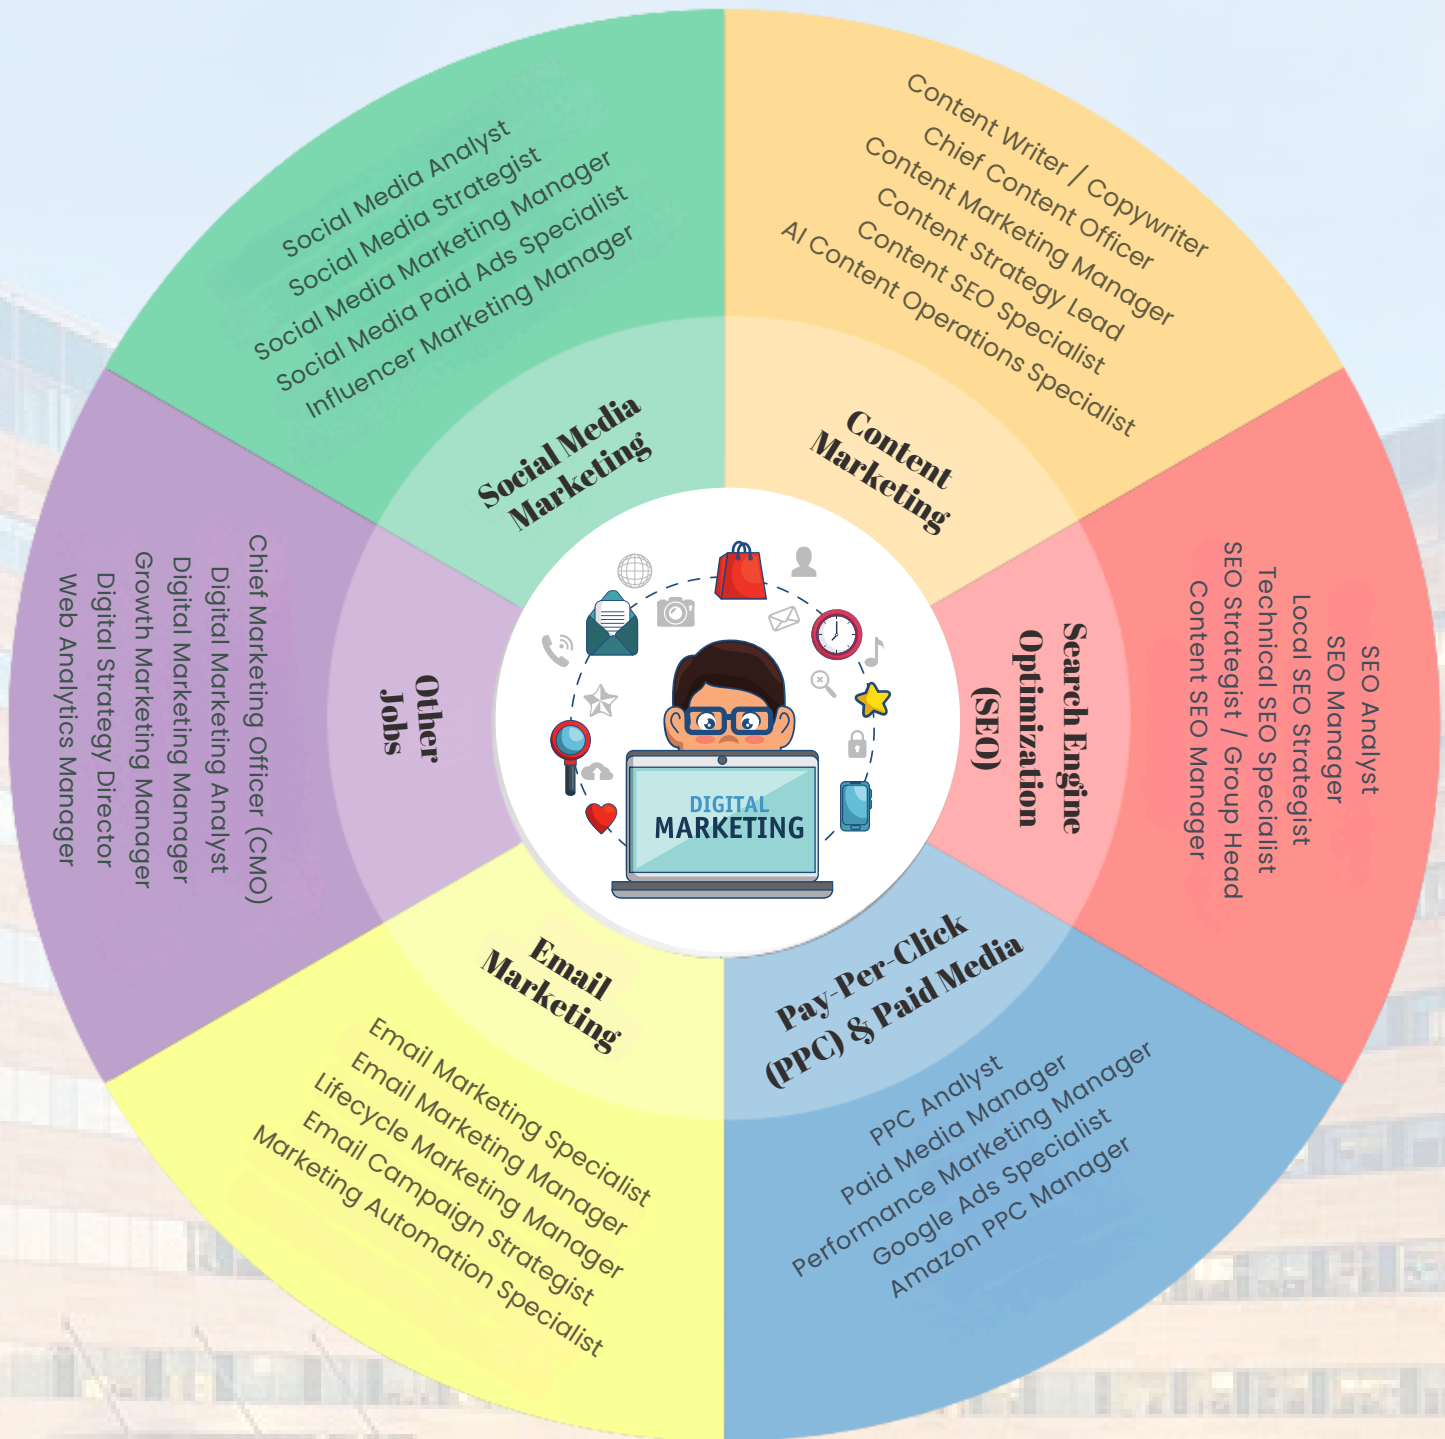 Social Media Analyst
Social Media Strategist
Social Media Marketing Manager
Social Media Paid Ads Specialist
Influencer Marketing Manager
Social Media
Marketing
Content Writer / Copywriter
Chief Content Officer
Content Marketing Manager
Content Strategy Lead
Content SEO Specialist
AI Content Operations Specialist
Content
Marketing
SEO Analyst
SEO Manager
Local SEO Strategist
Technical SEO Specialist
SEO Strategist / Group Head
Content SEO Manager
Search Engine
Optimization
(SEO)
Pay-Per-Click
(PPC) & Paid Media
PPC Analyst
Paid Media Manager
Performance Marketing Manager
Google Ads Specialist
Amazon PPC Manager
Email
Marketing
Email Marketing Specialist
Email Marketing Manager
Lifecycle Marketing Manager
Email Campaign Strategist
Marketing Automation Specialist
Other
Jobs
Chief Marketing Officer (CMO)
Digital Marketing Analyst
Digital Marketing Manager
Growth Marketing Manager
Digital Strategy Director
Web Analytics Manager
DIGITAL
MARKETING